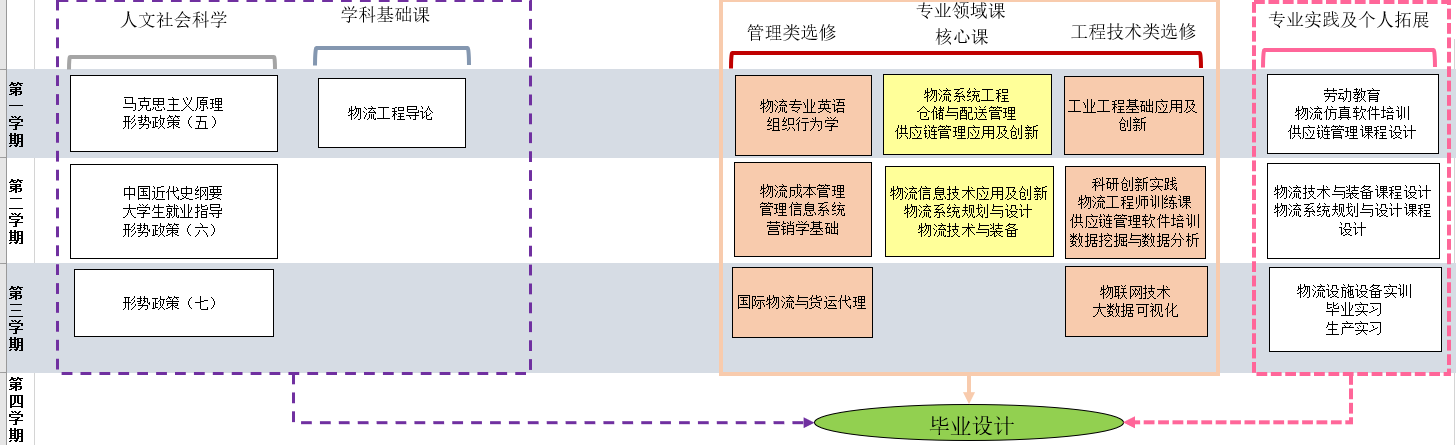 人文社会科学
学科基础课
专业领域课
核心课
管理类选修
工程技术类选修
专业实践及个人拓展
第一学期
马克思主义原理
形势政策（五）
物流工程导论
物流专业英语
组织行为学
物流系统工程
仓储与配送管理
供应链管理应用及创新
工业工程基础应用及
创新
劳动教育
物流仿真软件培训
供应链管理课程设计
第二学期
中国近代史纲要
大学生就业指导
形势政策（六）
物流成本管理
管理信息系统
营销学基础
物流信息技术应用及创新
物流系统规划与设计
物流技术与装备
科研创新实践
物流工程师训练课
供应链管理软件培训
数据挖掘与数据分析
物流技术与装备课程设计
物流系统规划与设计课程
设计
第三学期
形势政策（七）
国际物流与货运代理
物联网技术
大数据可视化
物流设施设备实训
毕业实习
生产实习
第四学期
毕业设计